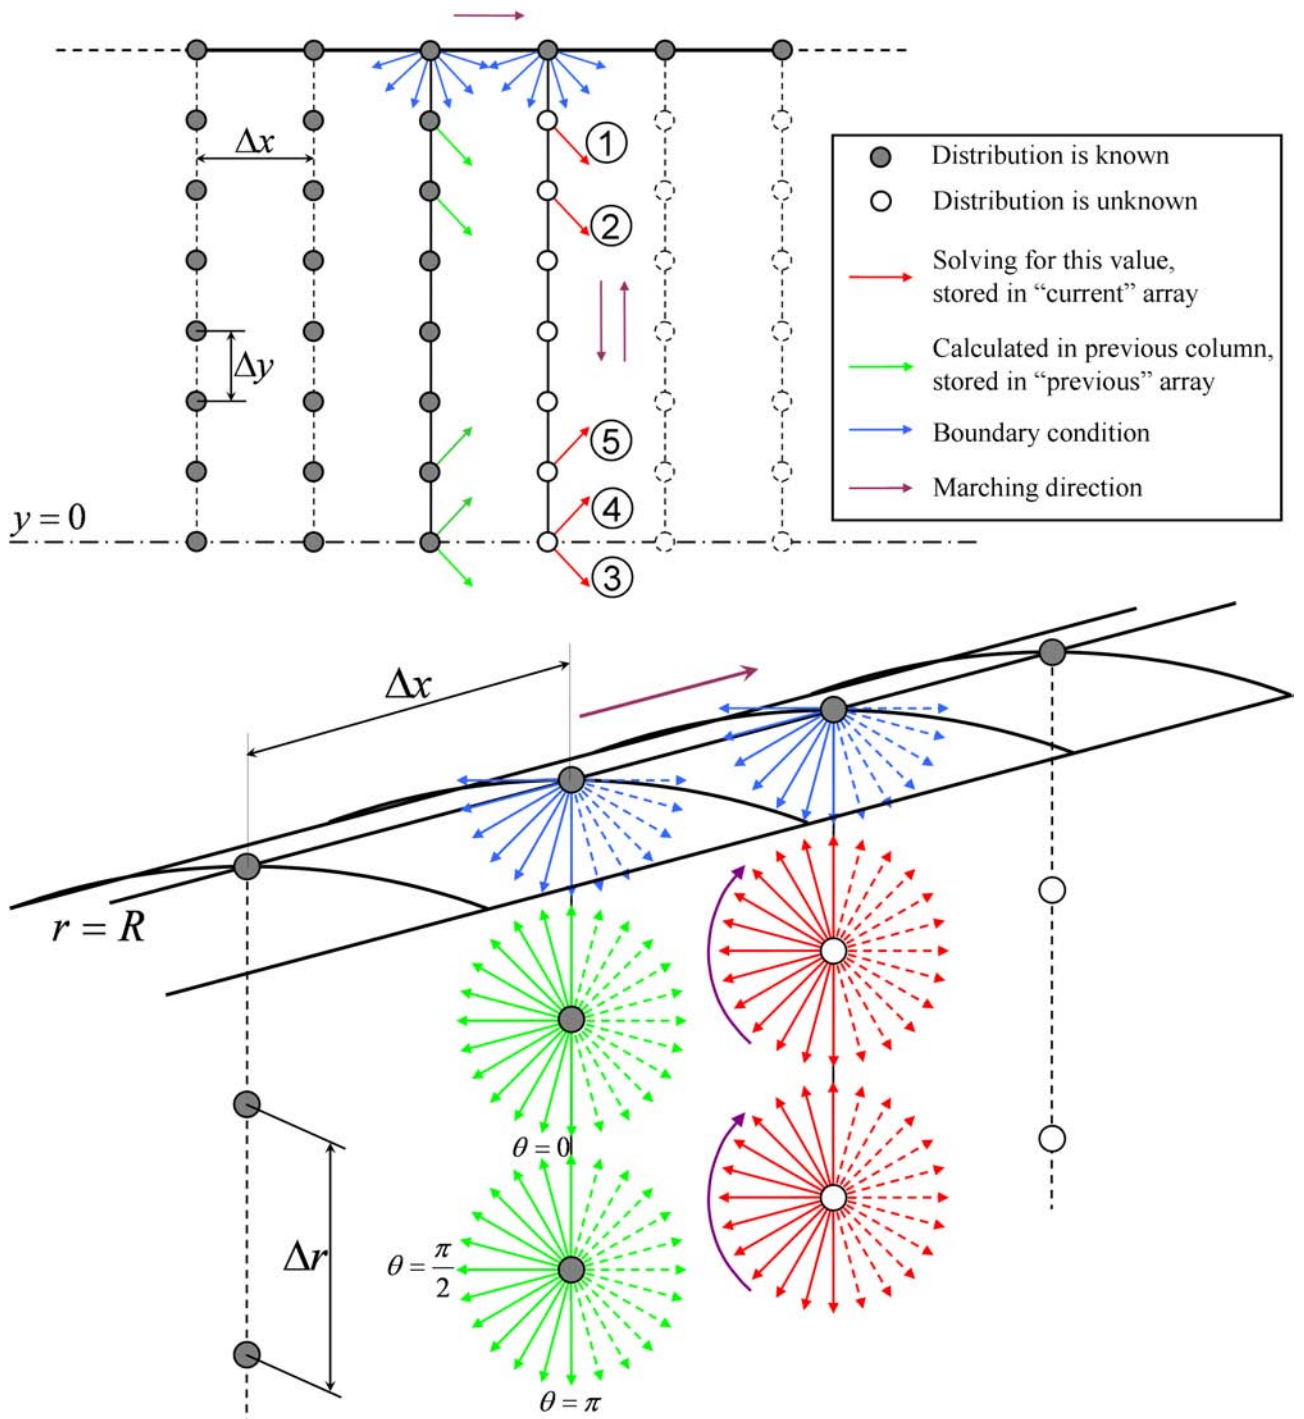 Δx
Δy
y = 0
①
②
⑤
④
③
Distribution is known
Distribution is unknown
Solving for this value,
stored in “current” array
Calculated in previous column,
stored in “previous” array
Boundary condition
Marching direction
Δx
r = R
Δr
θ = 0
θ = π/2
θ = π